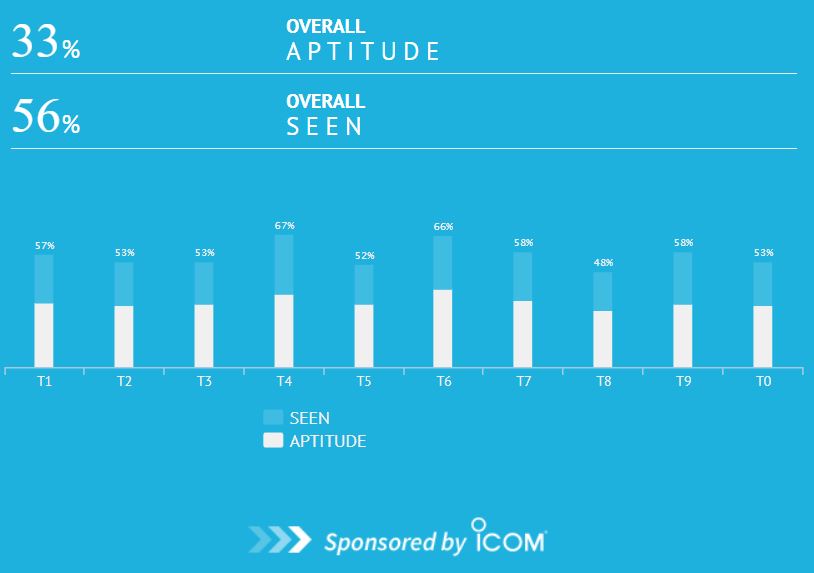 33%
OVERALL
APTITUDE
56%
OVERALL
SEEN
57% 53% 53% 67% 52% 66% 58% 48% 58% 53%
T1 T2 T3 T4 T5 T6 T7 T8 T9 T0
SEEN
APTITUDE
Sponsored by ICOM